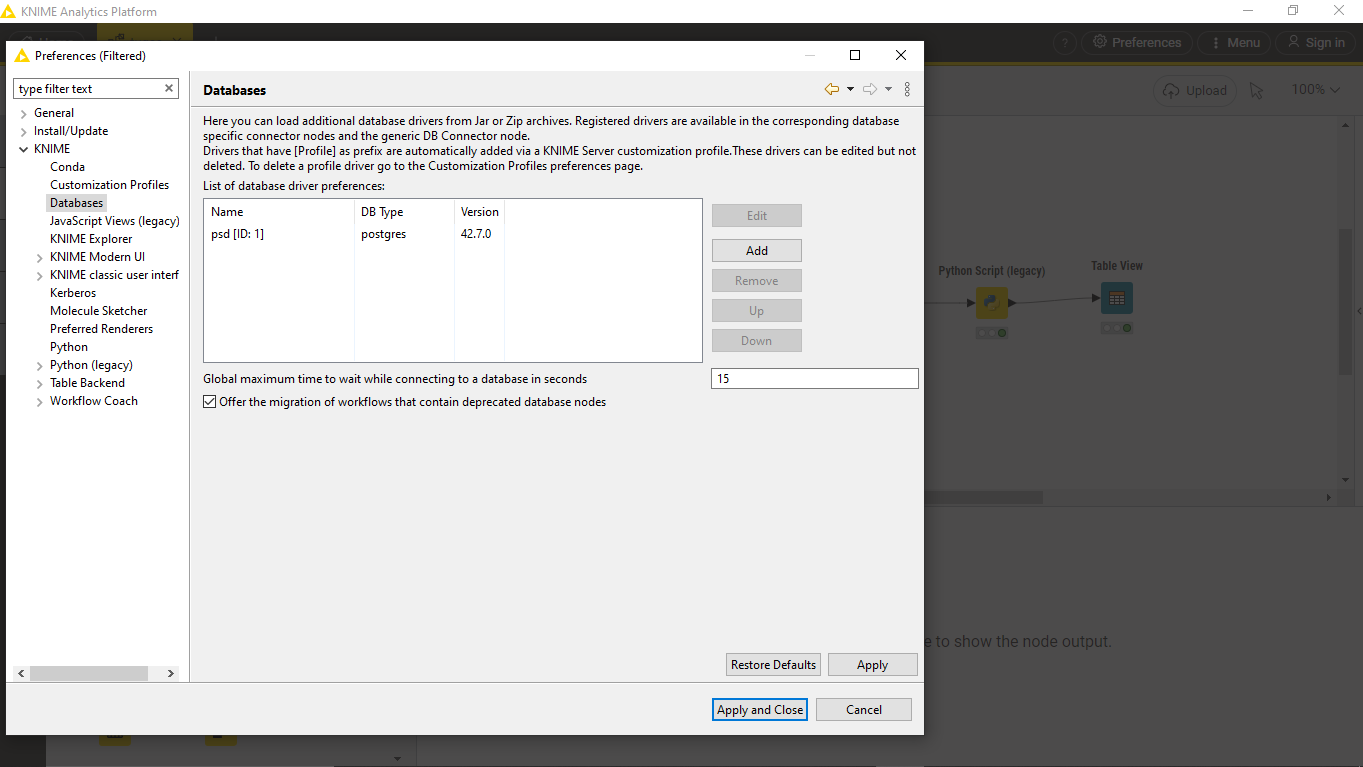 KNIME Analytics Platform
Preferences
Menu
Sign in
Preferences (Filtered)
type filter text
Databases
Upload
100%
General
Install/Update
KNIME
Conda
Customization Profiles
Databases
JavaScript Views (legacy)
KNIME Explorer
KNIME Modern UI
KNIME classic user interf
Kerberos
Molecule Sketcher
Preferred Renderers
Python
Python (legacy)
Table Backend
Workflow Coach
Here you can load additional database drivers from Jar or Zip archives. Registered drivers are available in the corresponding database
specific connector nodes and the generic DB Connector node.
Drivers that have [Profile] as prefix are automatically added via a KNIME Server customization profile.These drivers can be edited but not
deleted. To delete a profile driver go to the Customization Profiles preferences page.
List of database driver preferences:
Name DB Type Version
psd [ID: 1] postgres 42.7.0
Edit
Add
Remove
Up
Down
Python Script (legacy)
Table View
Global maximum time to wait while connecting to a database in seconds 15
Offer the migration of workflows that contain deprecated database nodes
to show the node output.
Restore Defaults
Apply
Apply and Close
Cancel